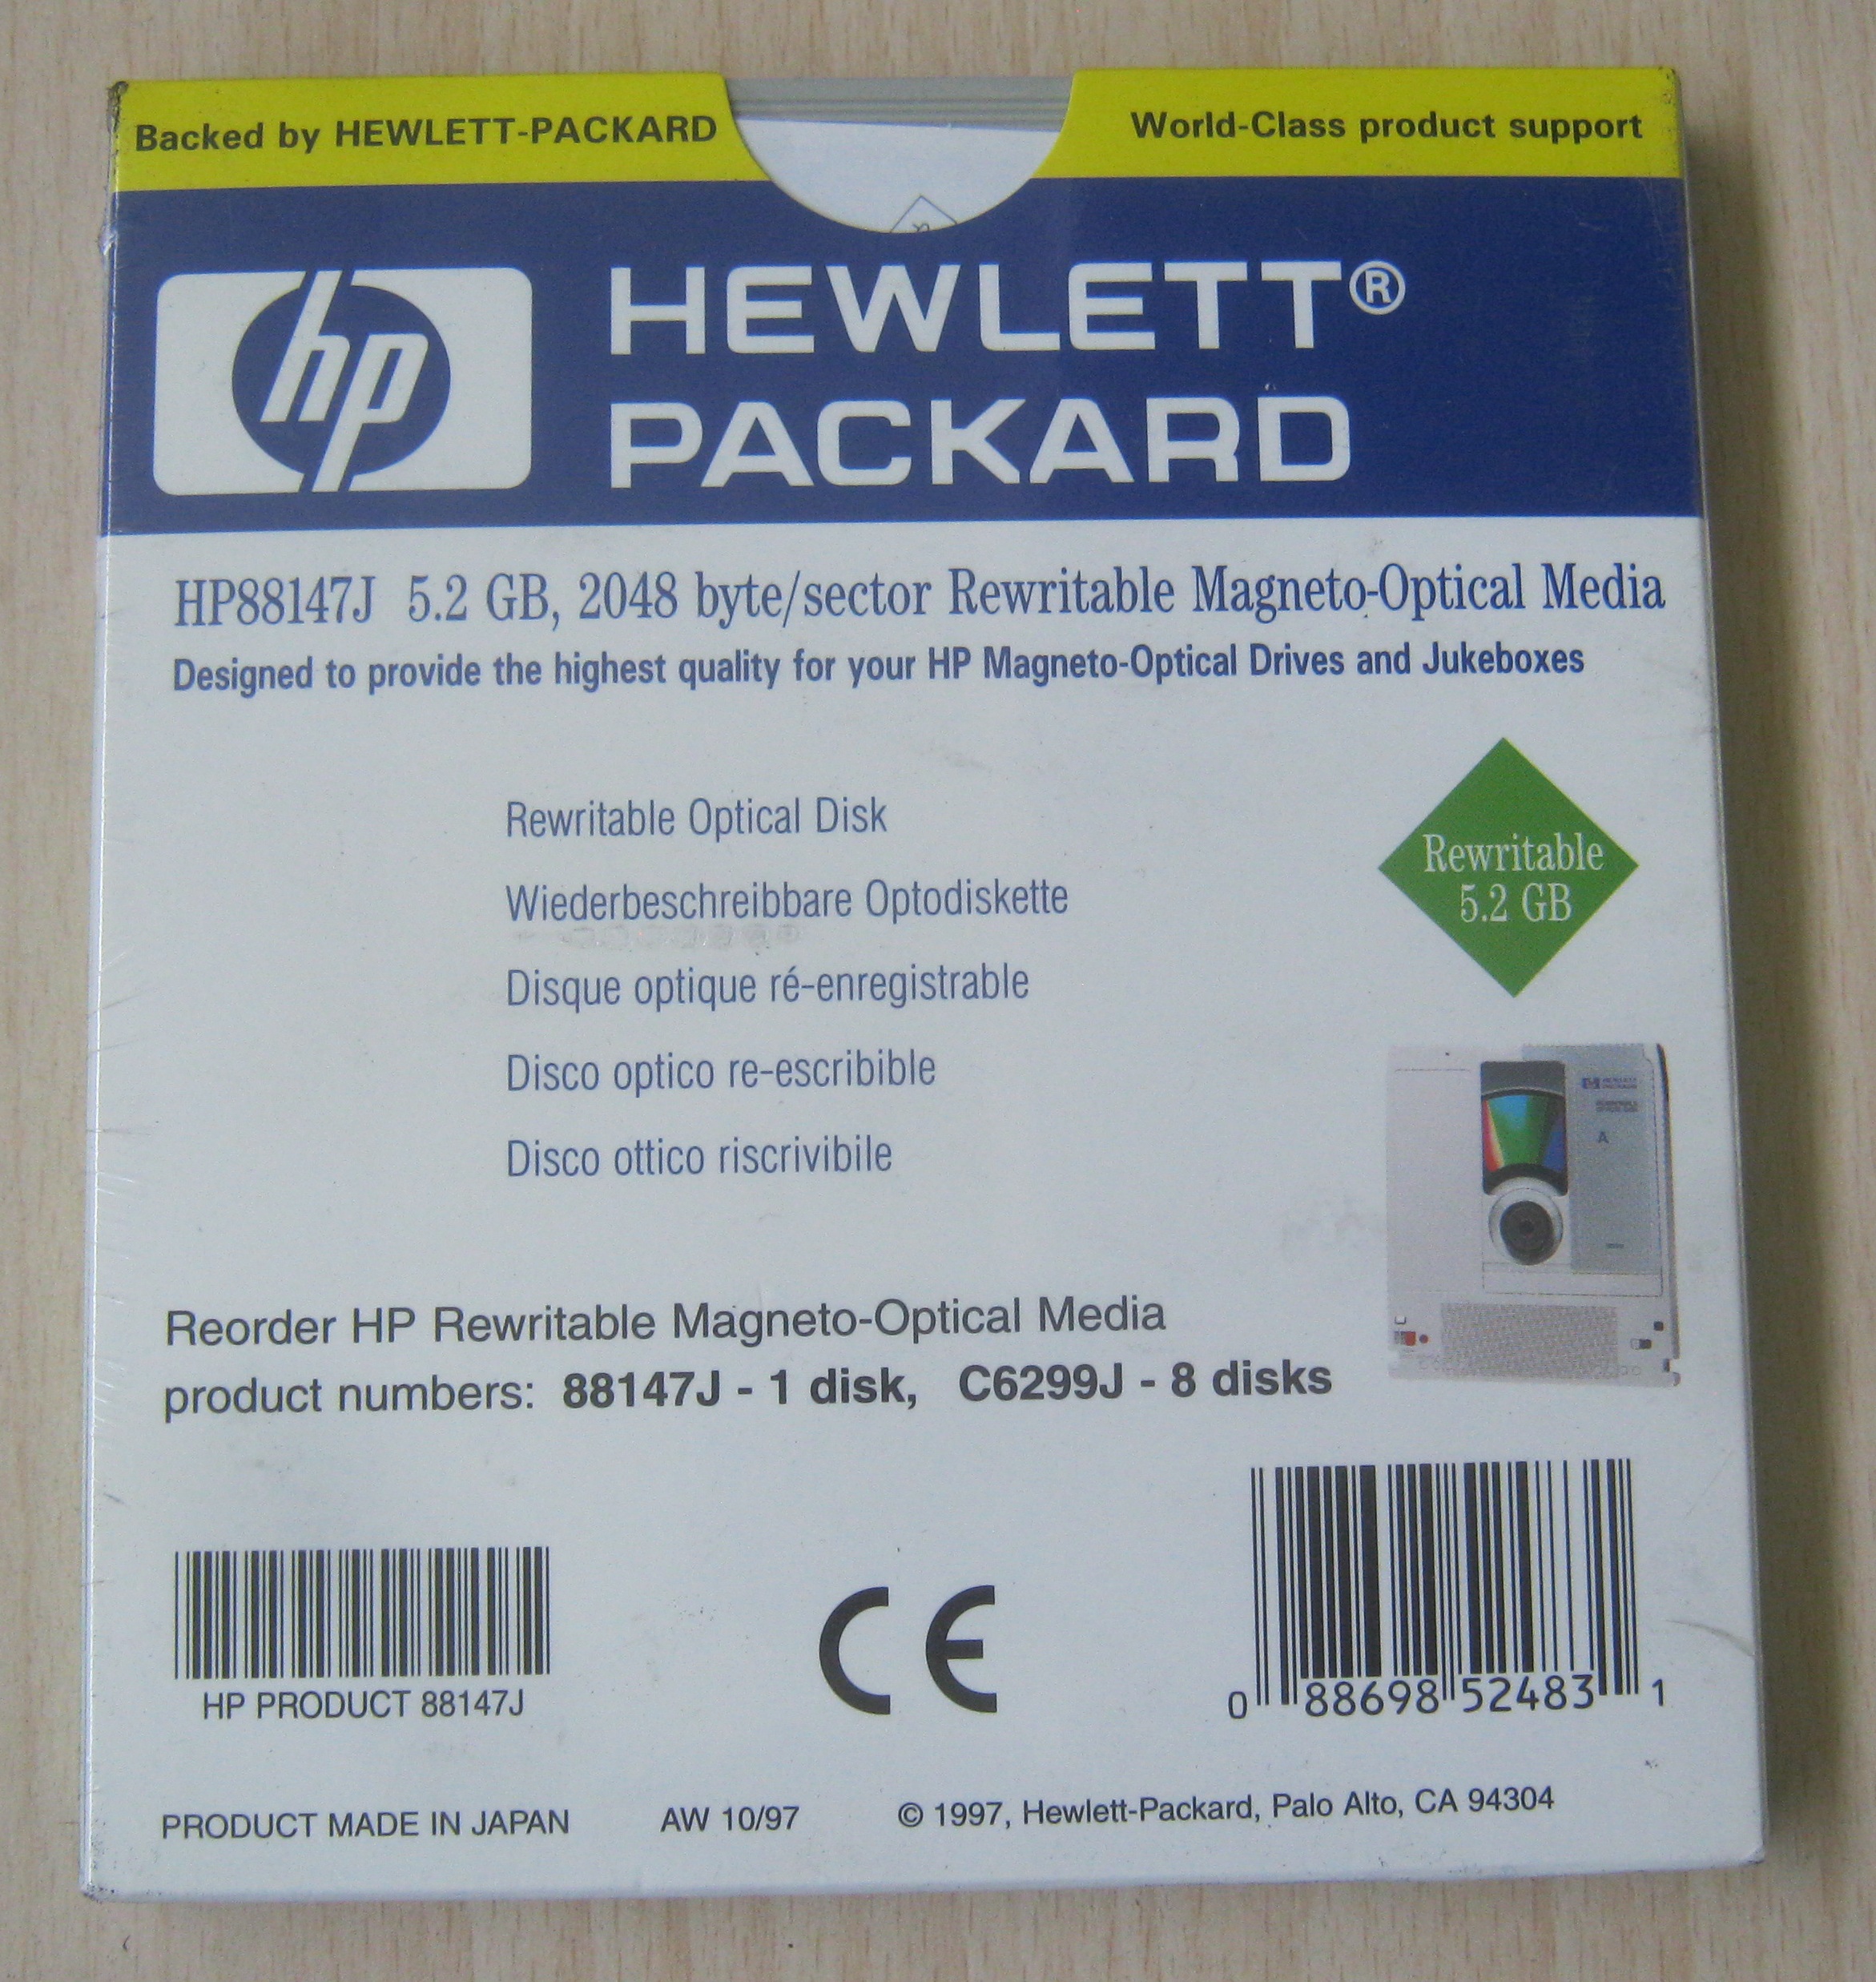 Backed by HEWLETT-PACKARD
World-Class product support
hp
HEWLETT®
PACKARD
HP88147J 5.2 GB, 2048 byte/sector Rewritable Magneto-Optical Media
Designed to provide the highest quality for your HP Magneto-Optical Drives and Jukeboxes
Rewritable Optical Disk
Wiederbeschreibbare Optodiskette
Disque optique ré-enregistrable
Disco optico re-escribible
Disco ottico riscrivibile
Rewritable
5.2 GB
HEWLETT
PACKARD
A
Reorder HP Rewritable Magneto-Optical Media
product numbers: 88147J - 1 disk, C6299J - 8 disks
HP PRODUCT 88147J
CE
0 88698 52483 1
PRODUCT MADE IN JAPAN
AW 10/97
© 1997, Hewlett-Packard, Palo Alto, CA 94304